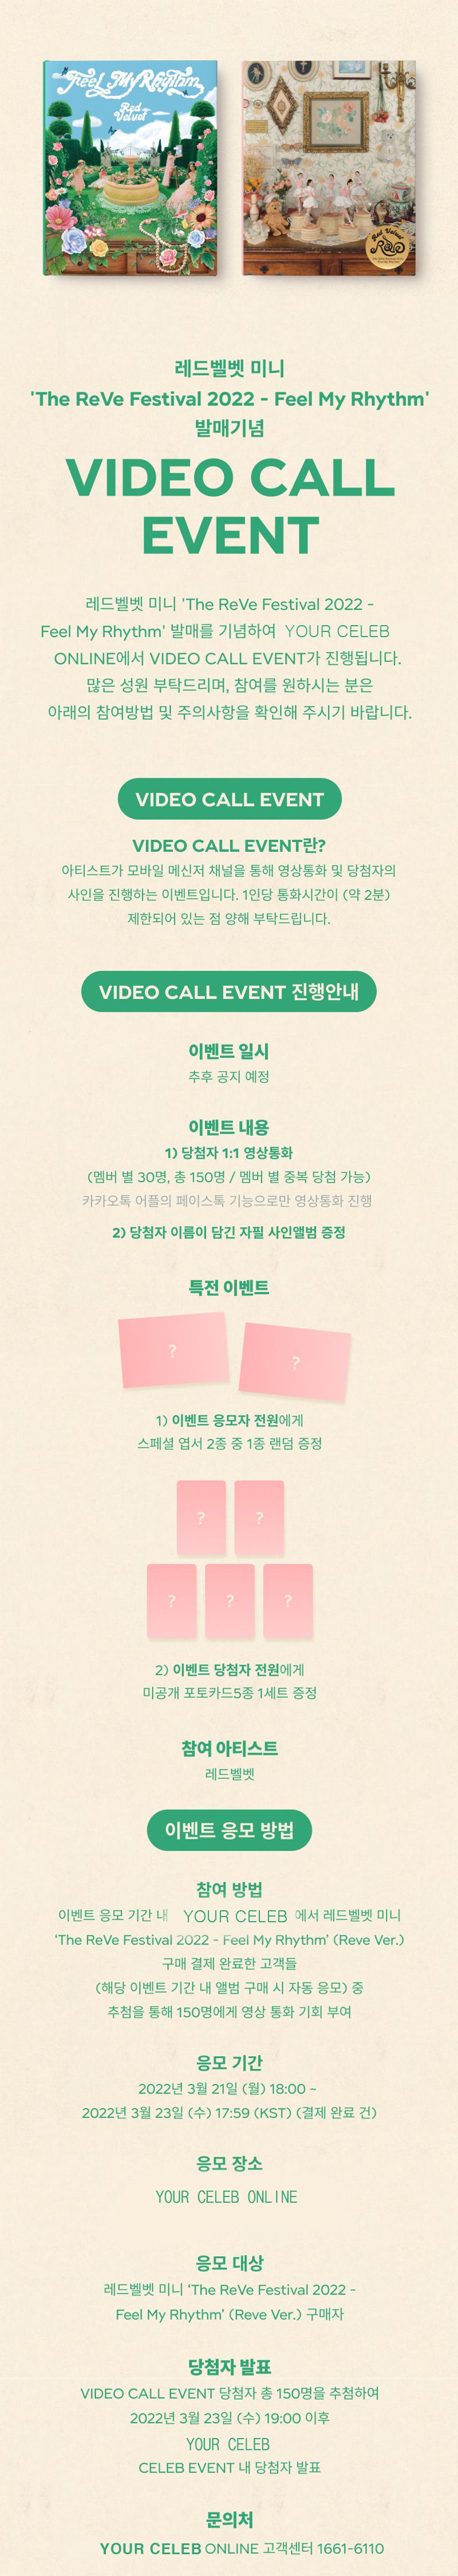 Feel My Rhythm
Red Velvet
Red Velvet
레드벨벳 미니
'The ReVe Festival 2022 - Feel My Rhythm'
발매기념
VIDEO CALL
EVENT
레드벨벳 미니 'The ReVe Festival 2022 -
Feel My Rhythm' 발매를 기념하여 YOUR CELEB
ONLINE에서 VIDEO CALL EVENT가 진행됩니다.
많은 성원 부탁드리며, 참여를 원하시는 분은
아래의 참여방법 및 주의사항을 확인해 주시기 바랍니다.
VIDEO CALL EVENT
VIDEO CALL EVENT란?
아티스트가 모바일 메신저 채널을 통해 영상통화 및 당첨자의
사인을 진행하는 이벤트입니다. 1인당 통화시간이 (약 2분)
제한되어 있는 점 양해 부탁드립니다.
VIDEO CALL EVENT 진행안내
이벤트 일시
추후 공지 예정
이벤트 내용
1) 당첨자 1:1 영상통화
(멤버 별 30명, 총 150명 / 멤버 별 중복 당첨 가능)
카카오톡 어플의 페이스톡 기능으로만 영상통화 진행
2) 당첨자 이름이 담긴 자필 사인앨범 증정
특전 이벤트
? ?
1) 이벤트 응모자 전원에게
스페셜 엽서 2종 중 1종 랜덤 증정
? ?
? ? ?
2) 이벤트 당첨자 전원에게
미공개 포토카드5종 1세트 증정
참여 아티스트
레드벨벳
이벤트 응모 방법
참여 방법
이벤트 응모 기간 내 YOUR CELEB 에서 레드벨벳 미니
'The ReVe Festival 2022 - Feel My Rhythm' (Reve Ver.)
구매 결제 완료한 고객들
(해당 이벤트 기간 내 앨범 구매 시 자동 응모) 중
추첨을 통해 150명에게 영상 통화 기회 부여
응모 기간
2022년 3월 21일 (월) 18:00 ~
2022년 3월 23일 (수) 17:59 (KST) (결제 완료 건)
응모 장소
YOUR CELEB ONLINE
응모 대상
레드벨벳 미니 'The ReVe Festival 2022 -
Feel My Rhythm' (Reve Ver.) 구매자
당첨자 발표
VIDEO CALL EVENT 당첨자 총 150명을 추첨하여
2022년 3월 23일 (수) 19:00 이후
YOUR CELEB
CELEB EVENT 내 당첨자 발표
문의처
YOUR CELEB ONLINE 고객센터 1661-6110